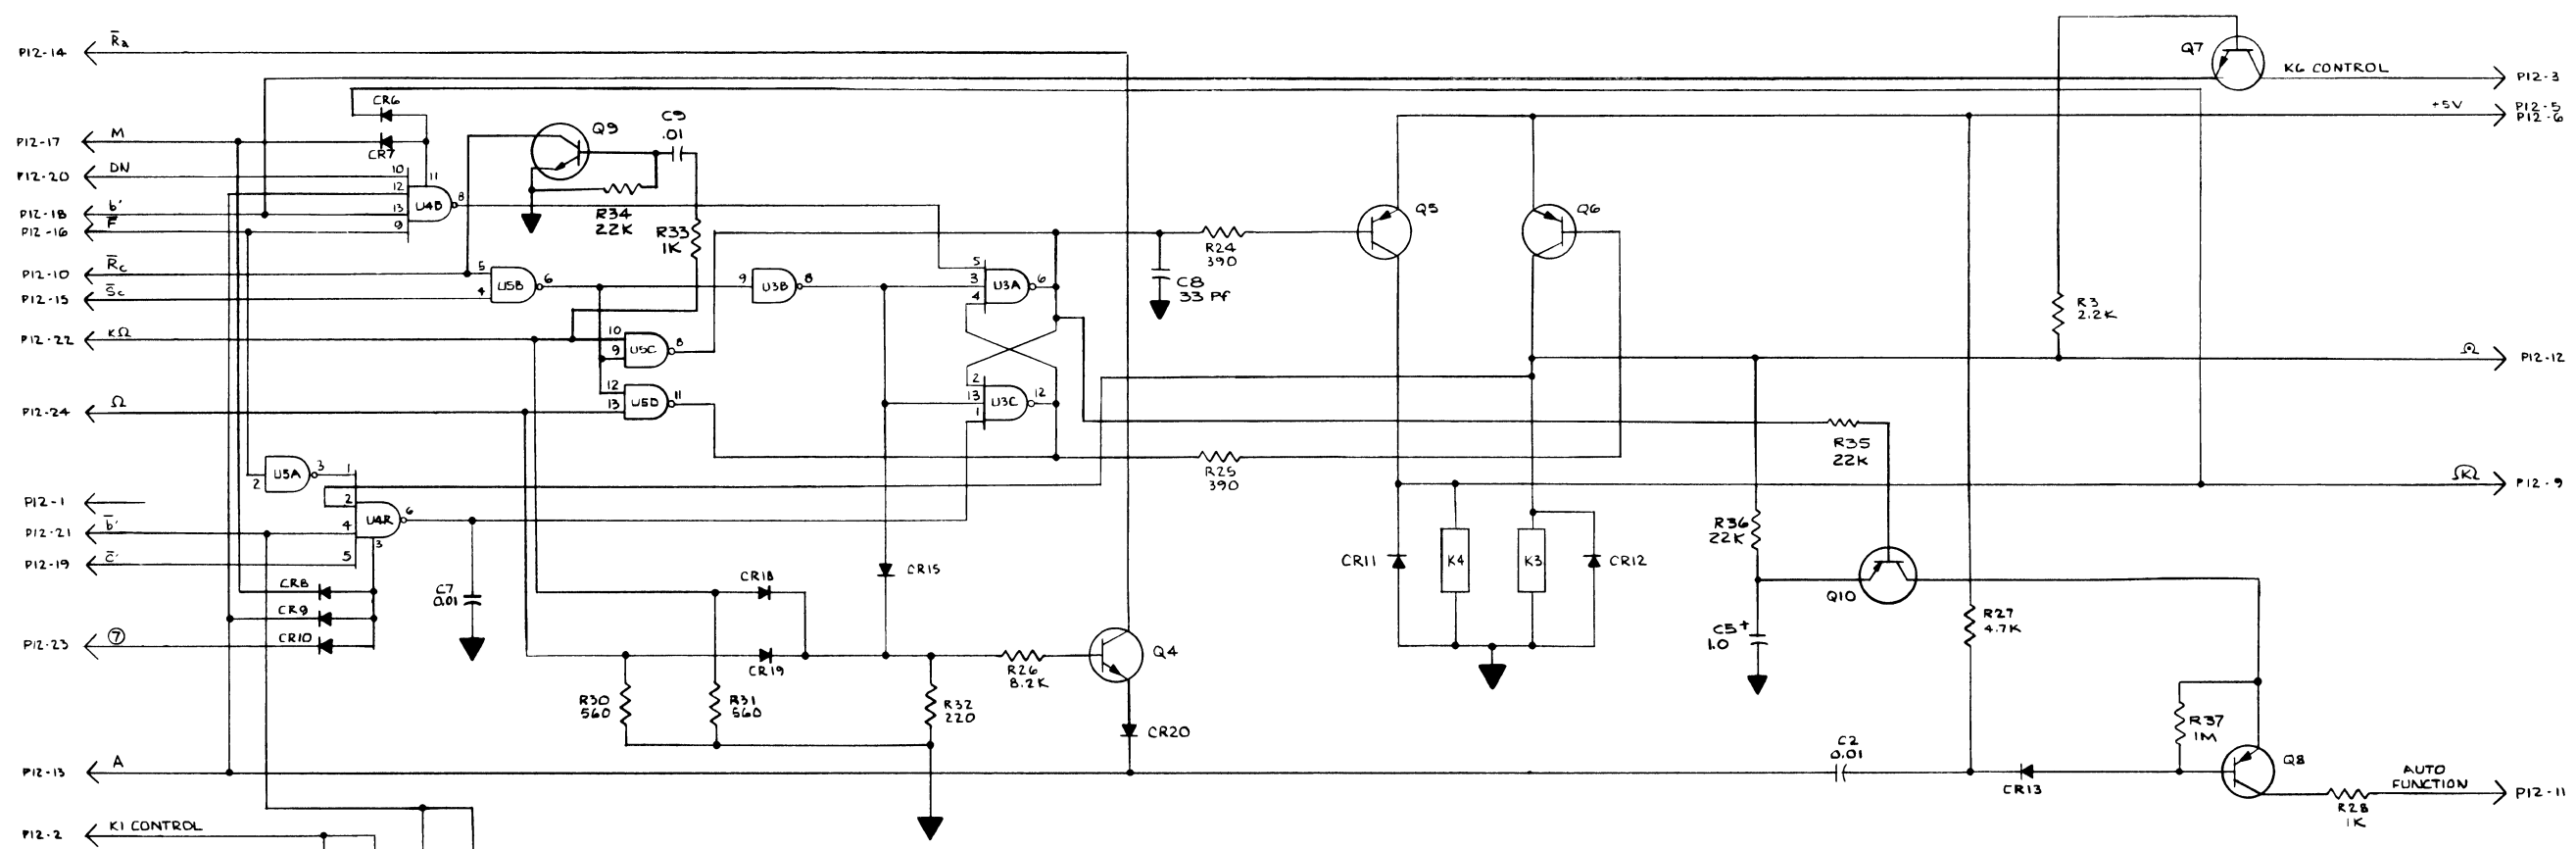 P12-14
R̅a
Q7
K6 CONTROL
P12-3
+5V
P12-5
P12-6
CR6
C9
.01
Q9
P12-17
M
CR7
P12-20
DN
10
11
12
U4B
8
P12-18
b'
13
P12-16
F̅
9
R34
22K
R33
1K
Q5
Q6
R24
390
C8
33 Pf
P12-10
R̅c
5
U5B
6
4
P12-15
S̅c
9
U3B
8
5
3
4
U3A
6
R3
2.2K
P12-22
KΩ
10
9
U5C
8
Ω
P12-12
12
13
U5D
11
P12-24
Ω
2
13
1
U3C
12
R35
22K
R25
390
2
U5A
3
1
ΩK
P12-9
P12-1
2
P12-21
b̅'
4
U4A
6
3
P12-19
C̅'
5
R36
22K
CR8
CR9
CR10
P12-23
7
C7
0.01
CR18
CR15
CR19
CR11
K4
K3
CR12
Q10
C5+
1.0
R27
4.7K
R26
8.2K
Q4
R30
560
R31
560
R32
220
CR20
R37
1M
P12-13
A
C2
0.01
CR13
Q8
AUTO
FUNCTION
P12-11
R28
1K
P12-2
K1 CONTROL